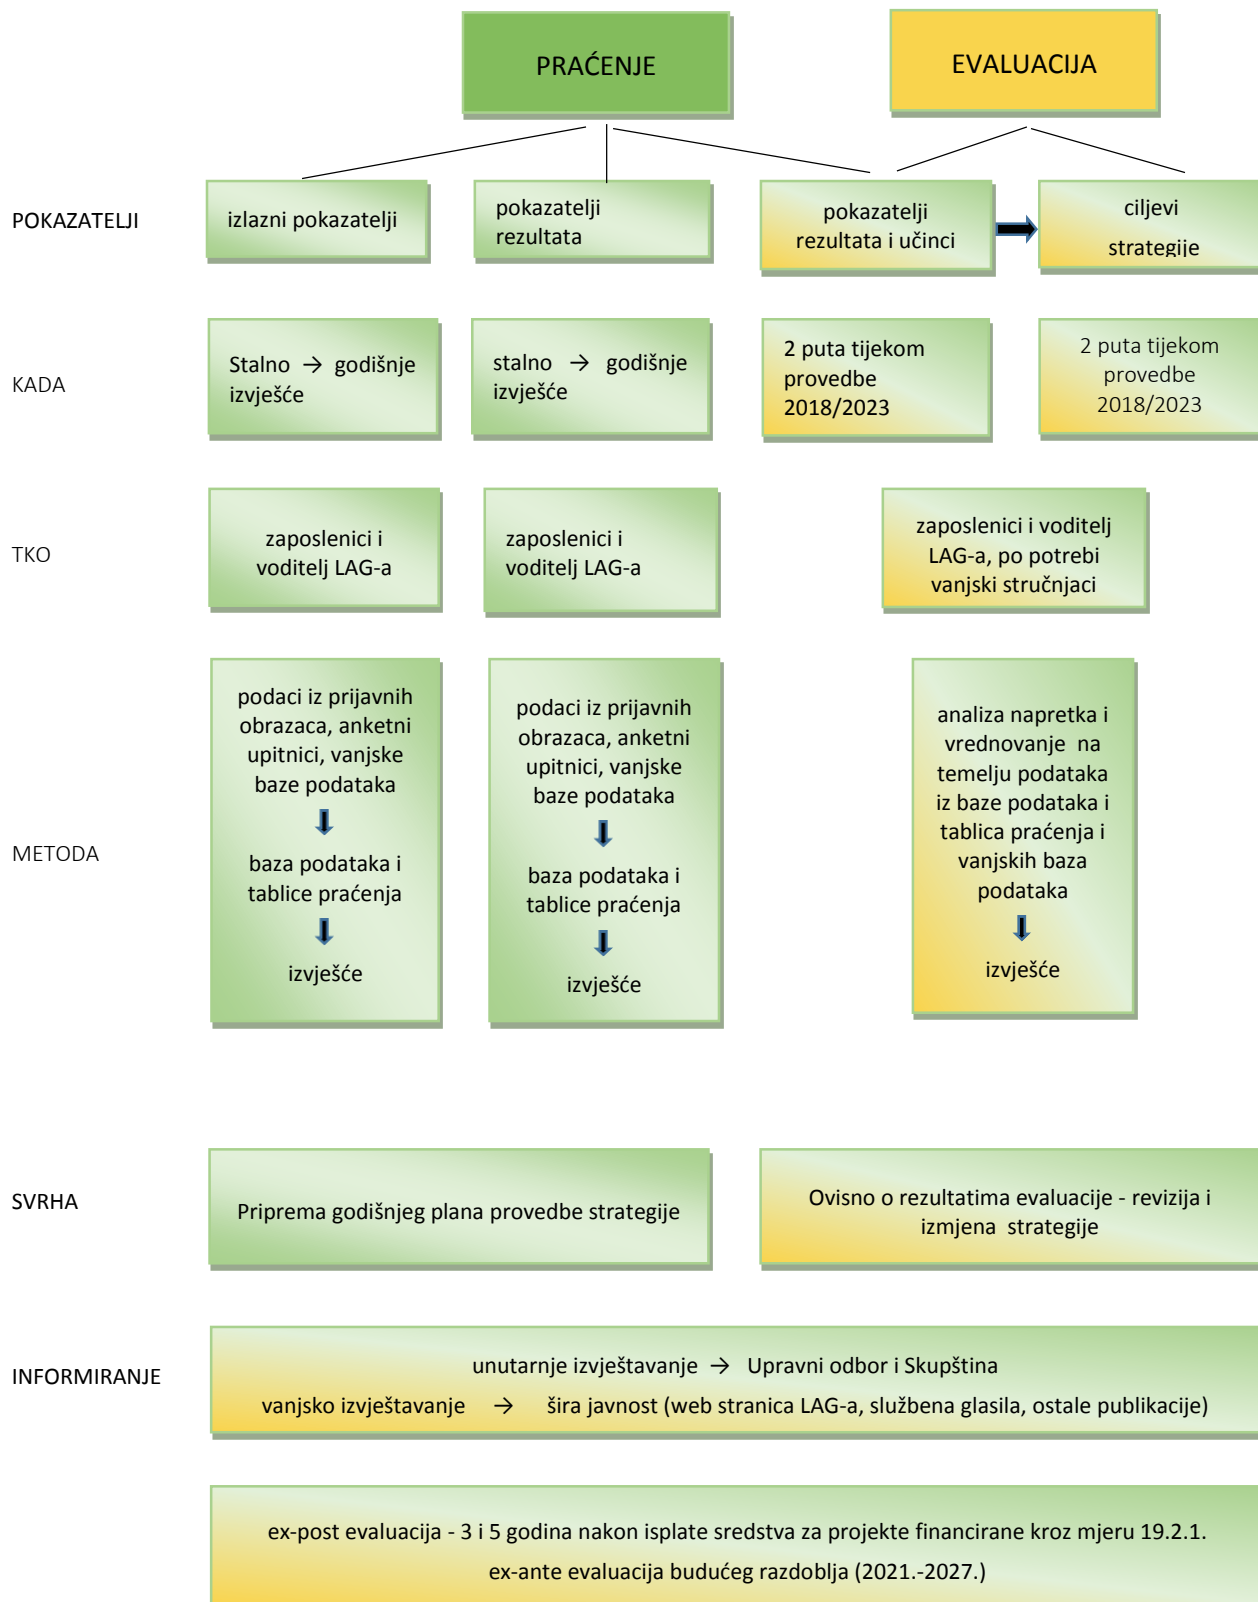 PRAĆENJE
EVALUACIJA
POKAZATELJI
izlazni pokazatelji
pokazatelji
rezultata
pokazatelji
rezultata i učinci
ciljevi
strategije
KADA
Stalno → godišnje
izvješće
stalno → godišnje
izvješće
2 puta tijekom
provedbe
2018/2023
2 puta tijekom
provedbe
2018/2023
TKO
zaposlenici i
voditelj LAG-a
zaposlenici i
voditelj LAG-a
zaposlenici i voditelj
LAG-a, po potrebi
vanjski stručnjaci
METODA
podaci iz prijavnih
obrazaca, anketni
upitnici, vanjske
baze podataka
baza podataka i
tablice praćenja
izvješće
podaci iz prijavnih
obrazaca, anketni
upitnici, vanjske
baze podataka
baza podataka i
tablice praćenja
izvješće
analiza napretka i
vrednovanje na
temelju podataka
iz baze podataka i
tablica praćenja i
vanjskih baza
podataka
izvješće
SVRHA
Priprema godišnjeg plana provedbe strategije
Ovisno o rezultatima evaluacije - revizija i
izmjena strategije
INFORMIRANJE
unutarnje izvještavanje → Upravni odbor i Skupština
vanjsko izvještavanje → šira javnost (web stranica LAG-a, službena glasila, ostale publikacije)
ex-post evaluacija - 3 i 5 godina nakon isplate sredstva za projekte financirane kroz mjeru 19.2.1.
ex-ante evaluacija budućeg razdoblja (2021.-2027.)